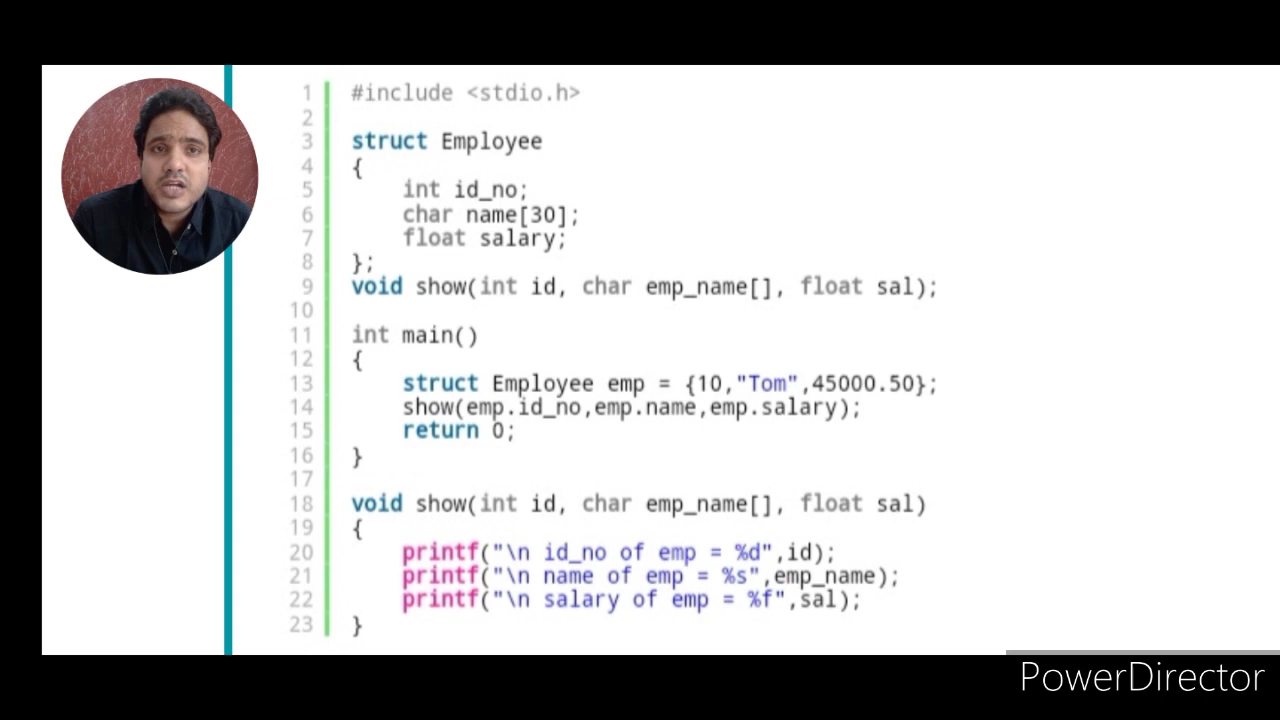 1 #include <stdio.h>
2
3 struct Employee
4 {
5 int id_no;
6 char name[30];
7 float salary;
8 };
9 void show(int id, char emp_name[], float sal);
10
11 int main()
12 {
13 struct Employee emp = {10,"Tom",45000.50};
14 show(emp.id_no,emp.name,emp.salary);
15 return 0;
16 }
17
18 void show(int id, char emp_name[], float sal)
19 {
20 printf("\n id_no of emp = %d",id);
21 printf("\n name of emp = %s",emp_name);
22 printf("\n salary of emp = %f",sal);
23 }
PowerDirector